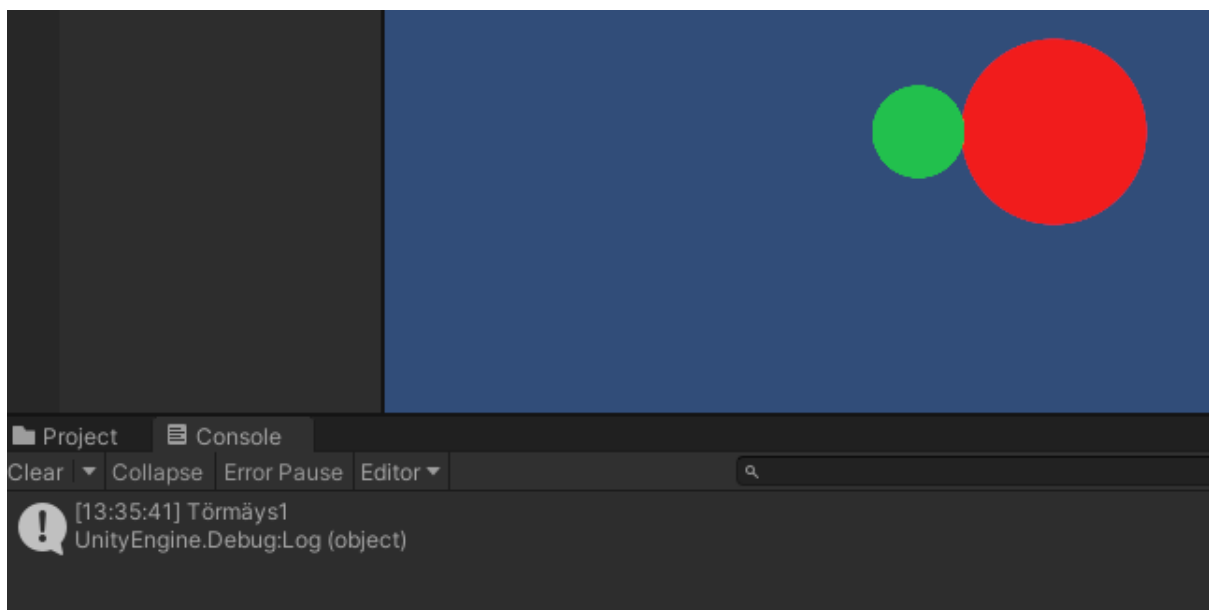 Project Console
Clear Collapse Error Pause Editor
[13:35:41] Törmäys1
UnityEngine.Debug:Log (object)